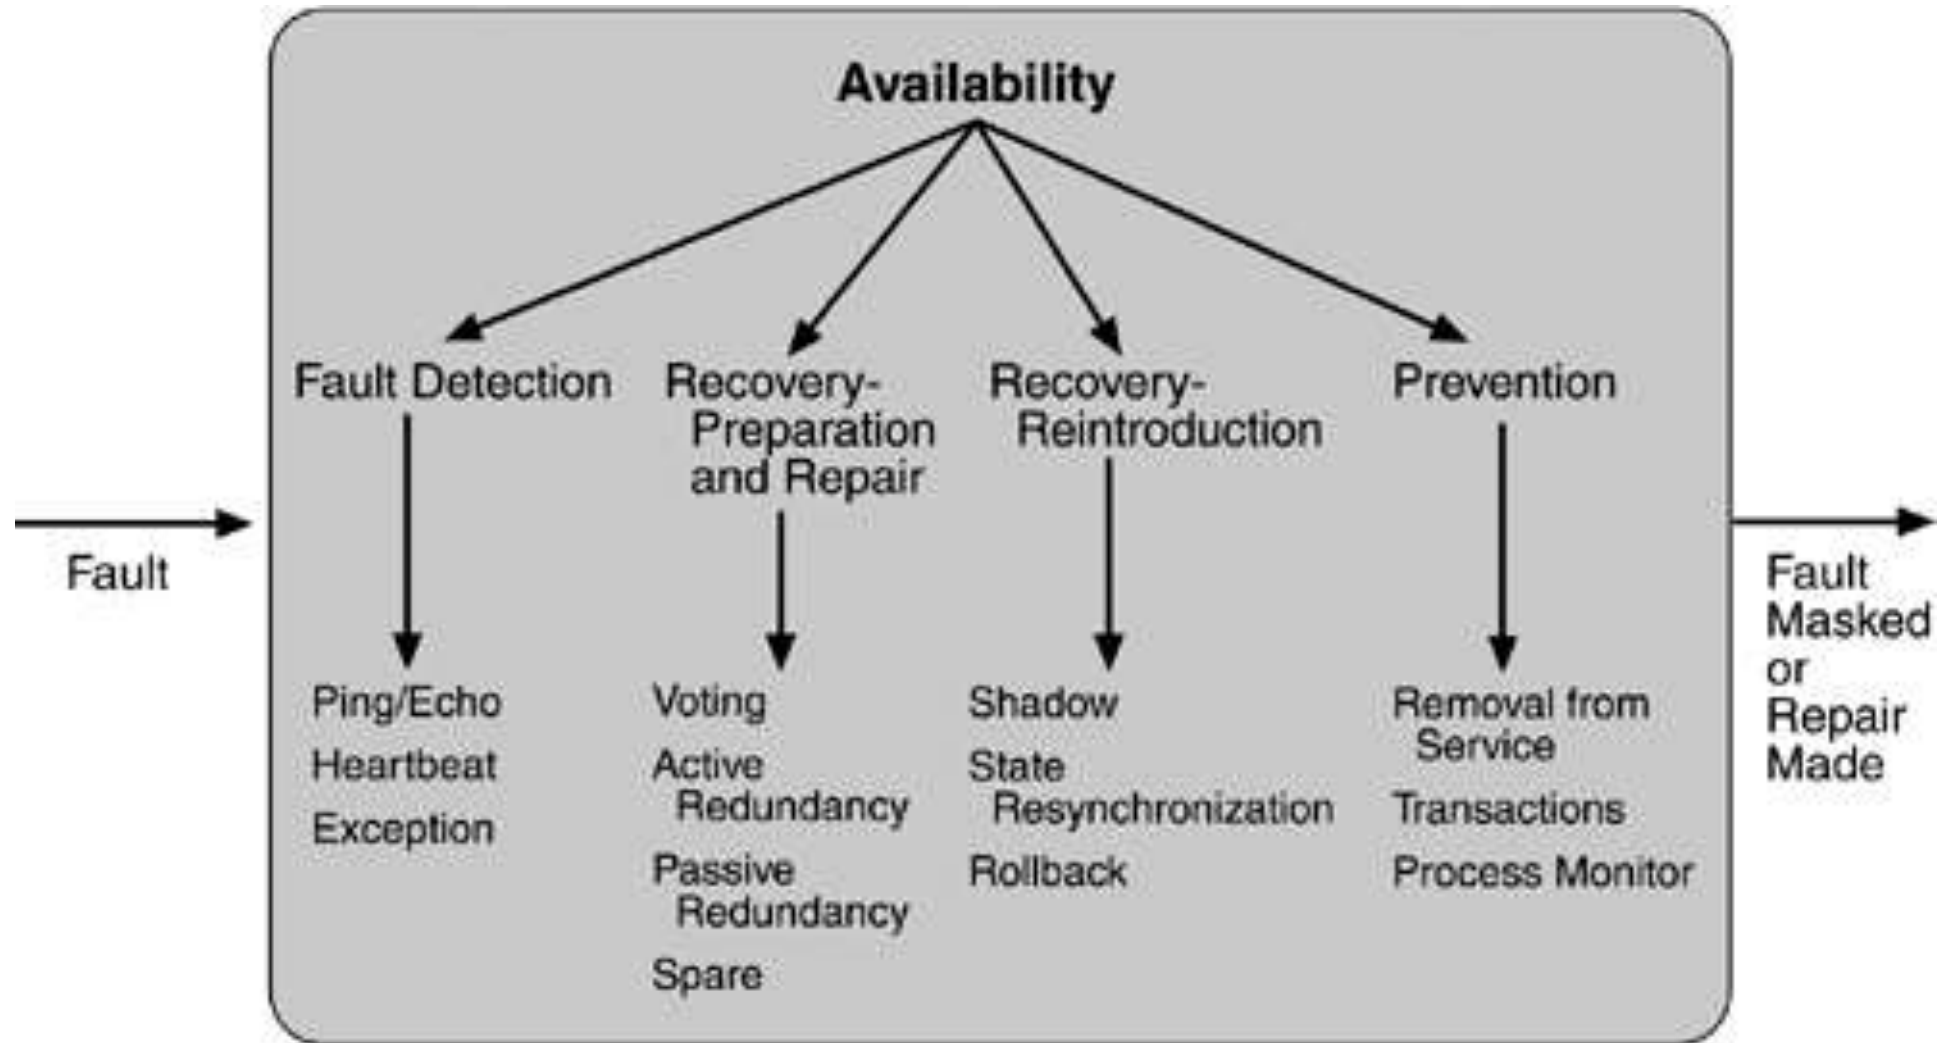 Availability
Fault Detection
Recovery-
Preparation
and Repair
Recovery-
Reintroduction
Prevention
Fault
Ping/Echo
Heartbeat
Exception
Voting
Active
Redundancy
Passive
Redundancy
Spare
Shadow
State
Resynchronization
Rollback
Removal from
Service
Transactions
Process Monitor
Fault
Masked
or
Repair
Made